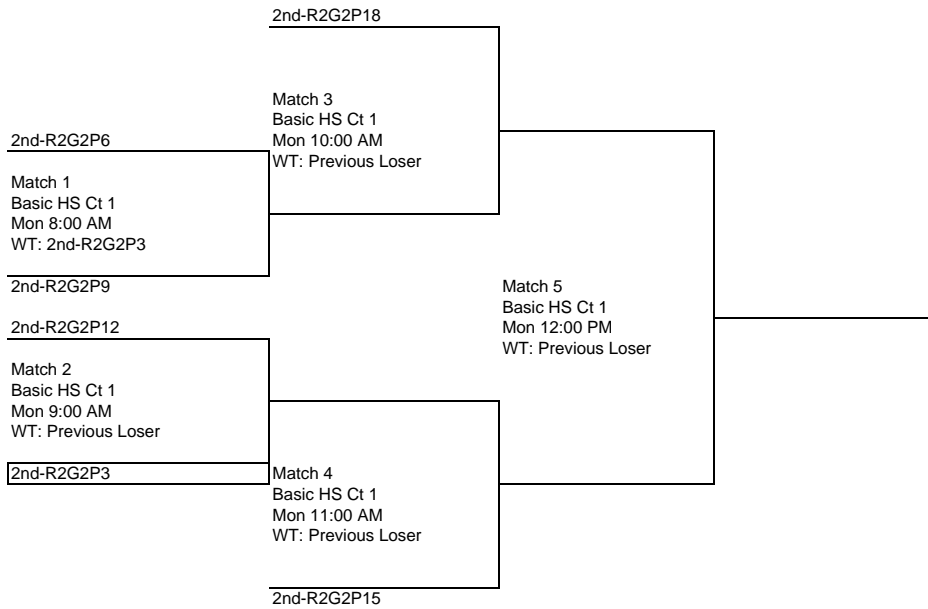 2nd-R2G2P18
Match 3
Basic HS Ct 1
Mon 10:00 AM
WT: Previous Loser
2nd-R2G2P6
Match 1
Basic HS Ct 1
Mon 8:00 AM
WT: 2nd-R2G2P3
2nd-R2G2P9
Match 5
Basic HS Ct 1
Mon 12:00 PM
WT: Previous Loser
2nd-R2G2P12
Match 2
Basic HS Ct 1
Mon 9:00 AM
WT: Previous Loser
2nd-R2G2P3
Match 4
Basic HS Ct 1
Mon 11:00 AM
WT: Previous Loser
2nd-R2G2P15